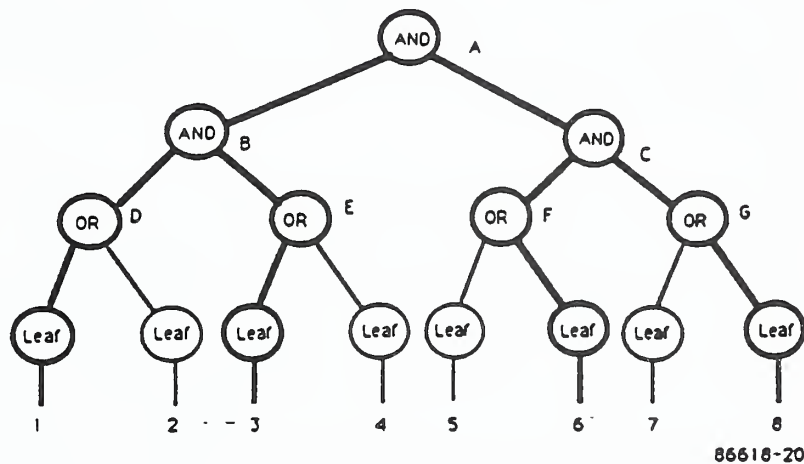 AND A
AND B AND C
OR D OR E OR F OR G
Leaf Leaf Leaf Leaf Leaf Leaf Leaf Leaf
1 2 3 4 5 6 7 8
86618-20